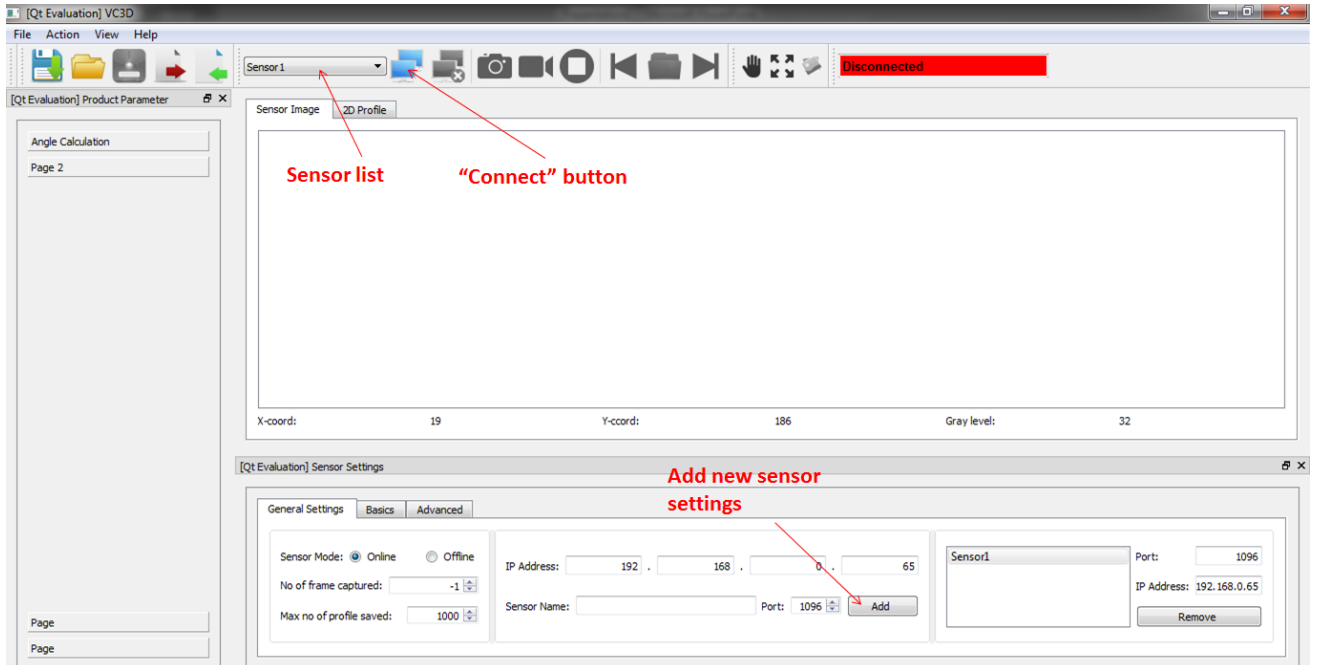 [Qt Evaluation] VC3D
File Action View Help
Sensor1
Disconnected
[Qt Evaluation] Product Parameter
Angle Calculation
Page 2
Page
Page
Sensor Image 2D Profile
Sensor list
“Connect” button
X-coord: 19 Y-ccord: 186 Gray level: 32
[Qt Evaluation] Sensor Settings
Add new sensor
settings
General Settings Basics Advanced
Sensor Mode: Online Offline
No of frame captured: -1
Max no of profile saved: 1000
IP Address: 192 . 168 . 0 . 65
Sensor Name: Port: 1096 Add
Sensor1
Port: 1096
IP Address: 192.168.0.65
Remove